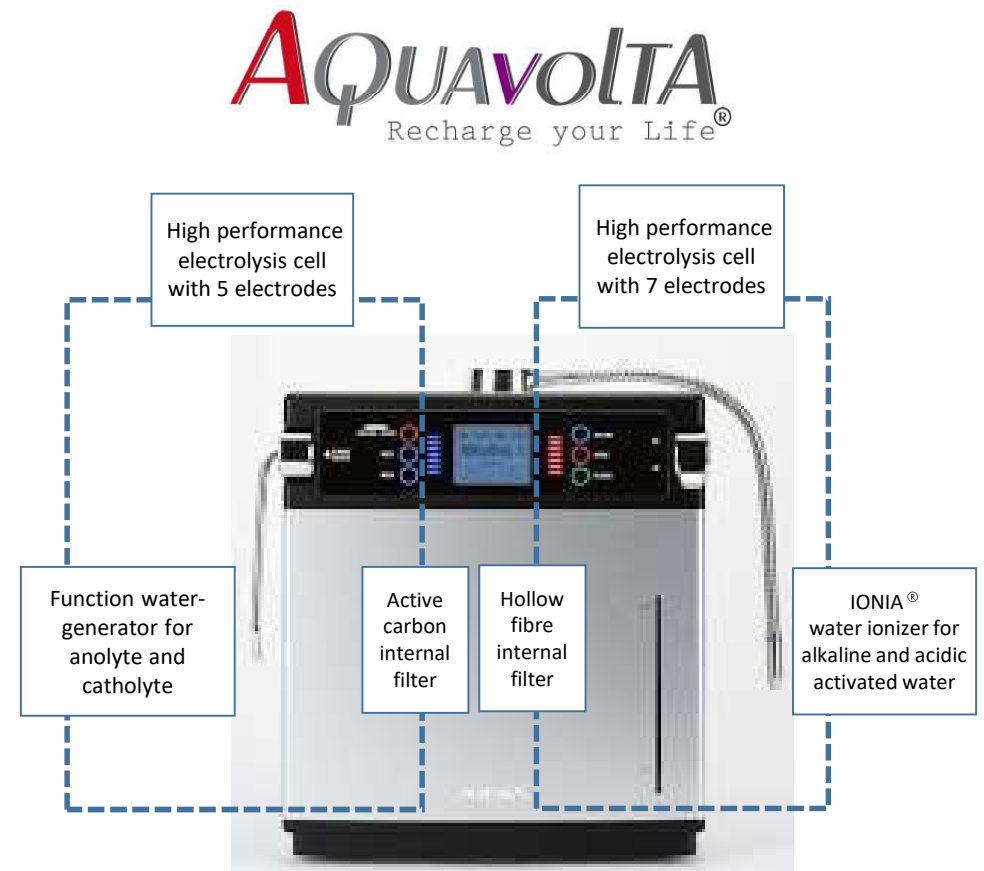 AQUAVOLTA
Recharge your Life®
High performance
electrolysis cell
with 5 electrodes
High performance
electrolysis cell
with 7 electrodes
Function water-
generator for
anolyte and
catholyte
Active
carbon
internal
filter
Hollow
fibre
internal
filter
IONIA ®
water ionizer for
alkaline and acidic
activated water